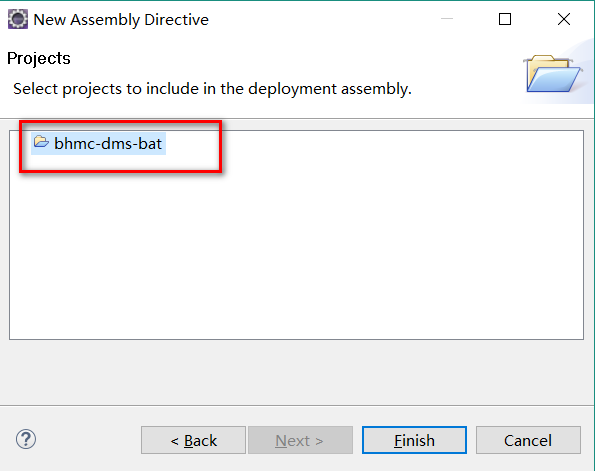 New Assembly Directive
Projects
Select projects to include in the deployment assembly.
bhmc-dms-bat
?
< Back
Next >
Finish
Cancel